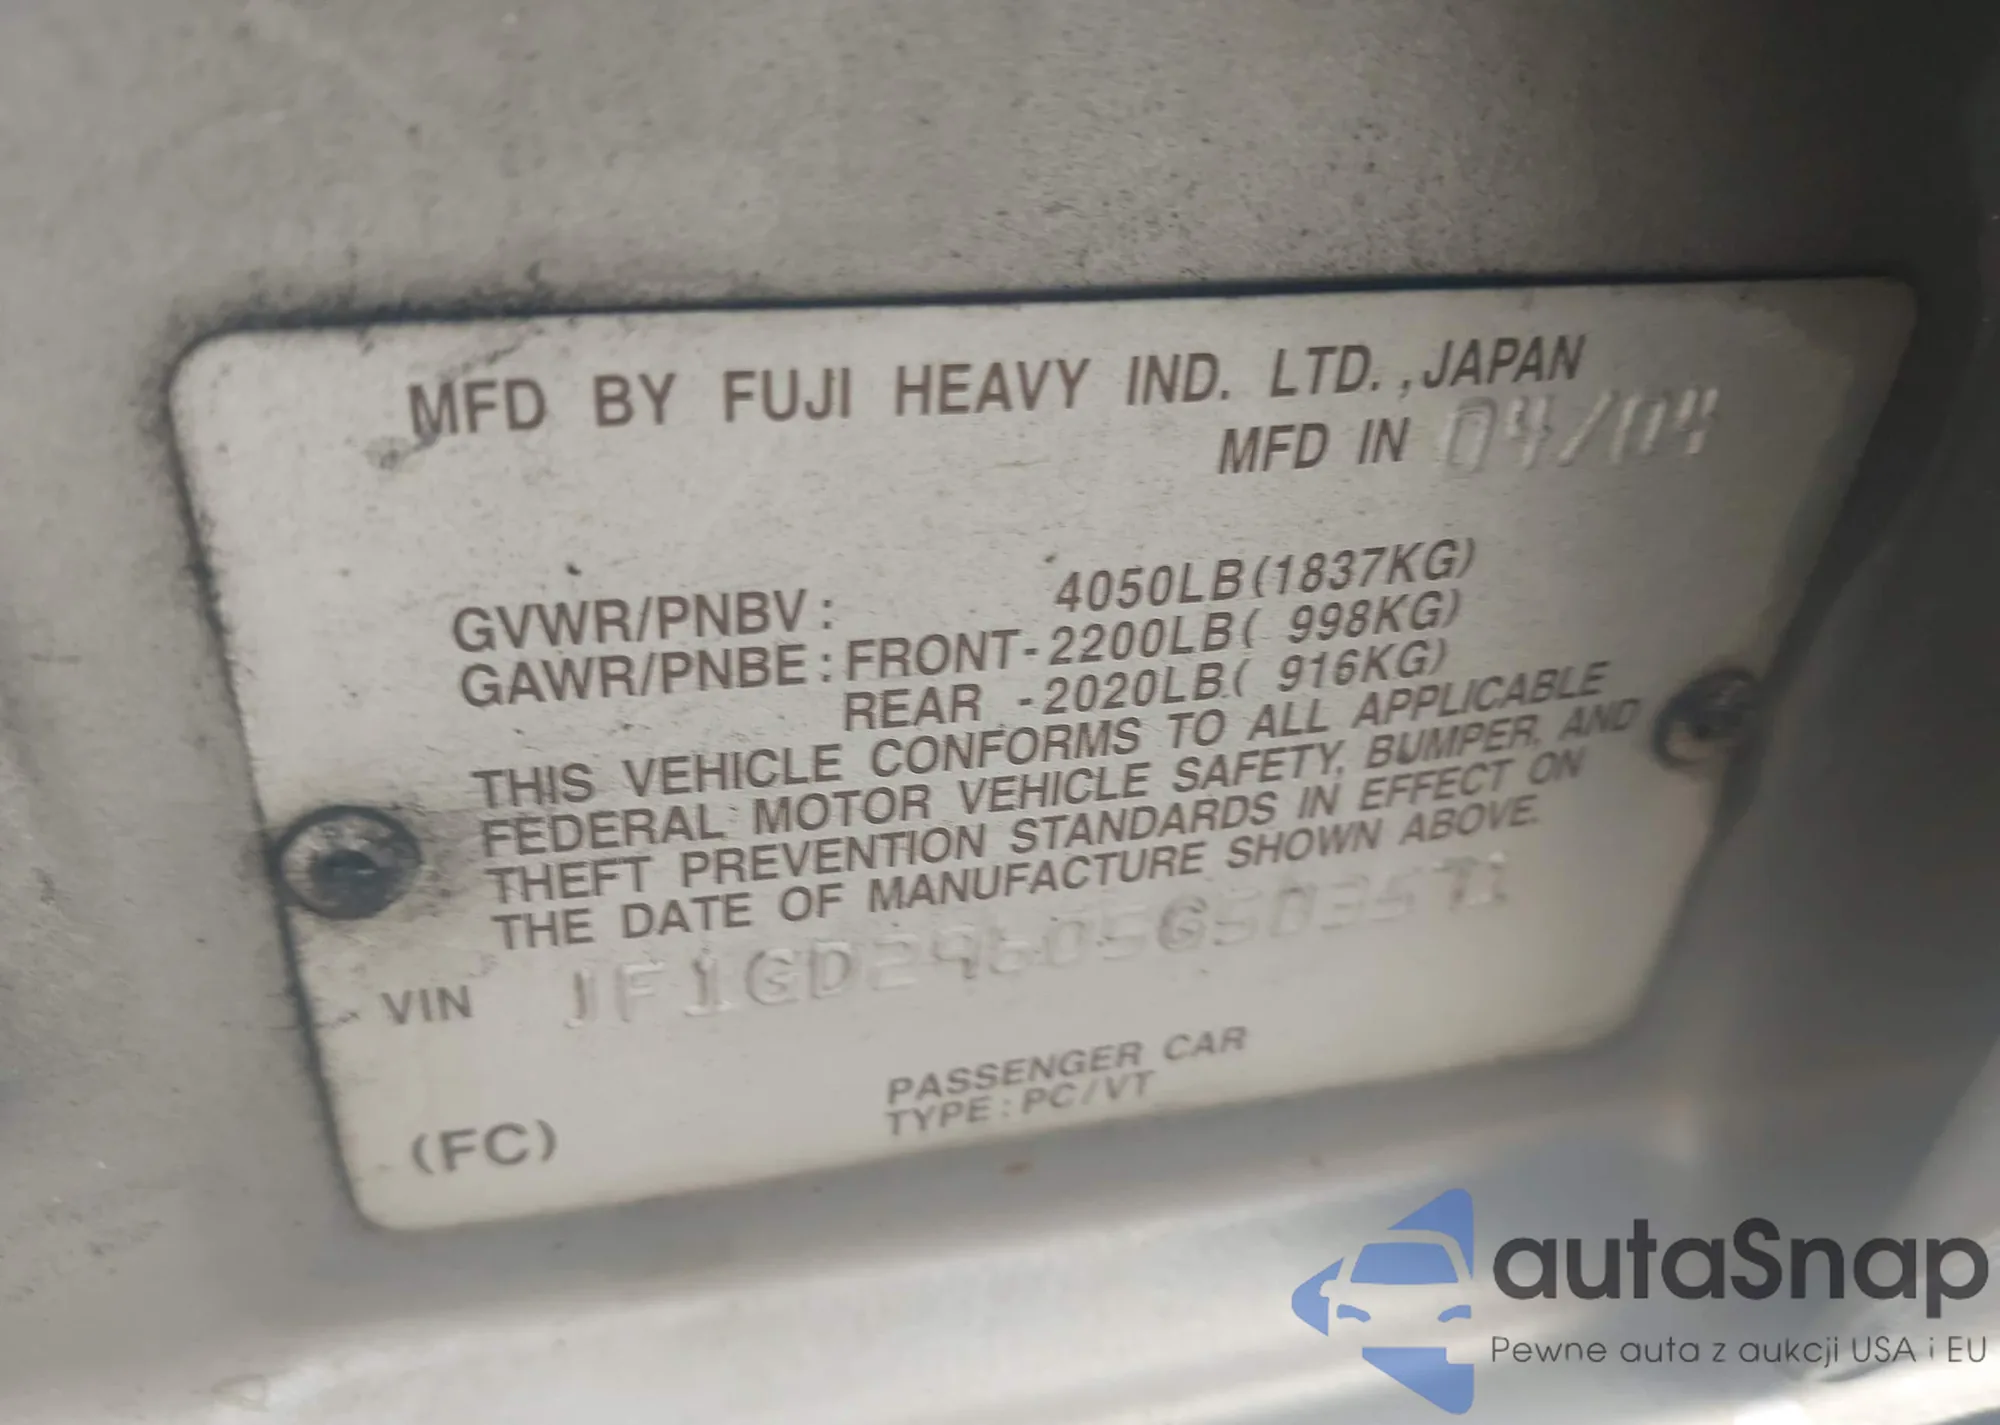 MFD BY FUJI HEAVY IND. LTD.,JAPAN
MFD IN 04/04
GVWR/PNBV: 4050LB(1837KG)
GAWR/PNBE:FRONT-2200LB( 998KG)
REAR -2020LB( 916KG)
THIS VEHICLE CONFORMS TO ALL APPLICABLE
FEDERAL MOTOR VEHICLE SAFETY, BUMPER, AND
THEFT PREVENTION STANDARDS IN EFFECT ON
THE DATE OF MANUFACTURE SHOWN ABOVE.
VIN JF1GD29605G503571
PASSENGER CAR
TYPE:PC/VT
(FC)
autaSnap
Pewne auta z aukcji USA i EU